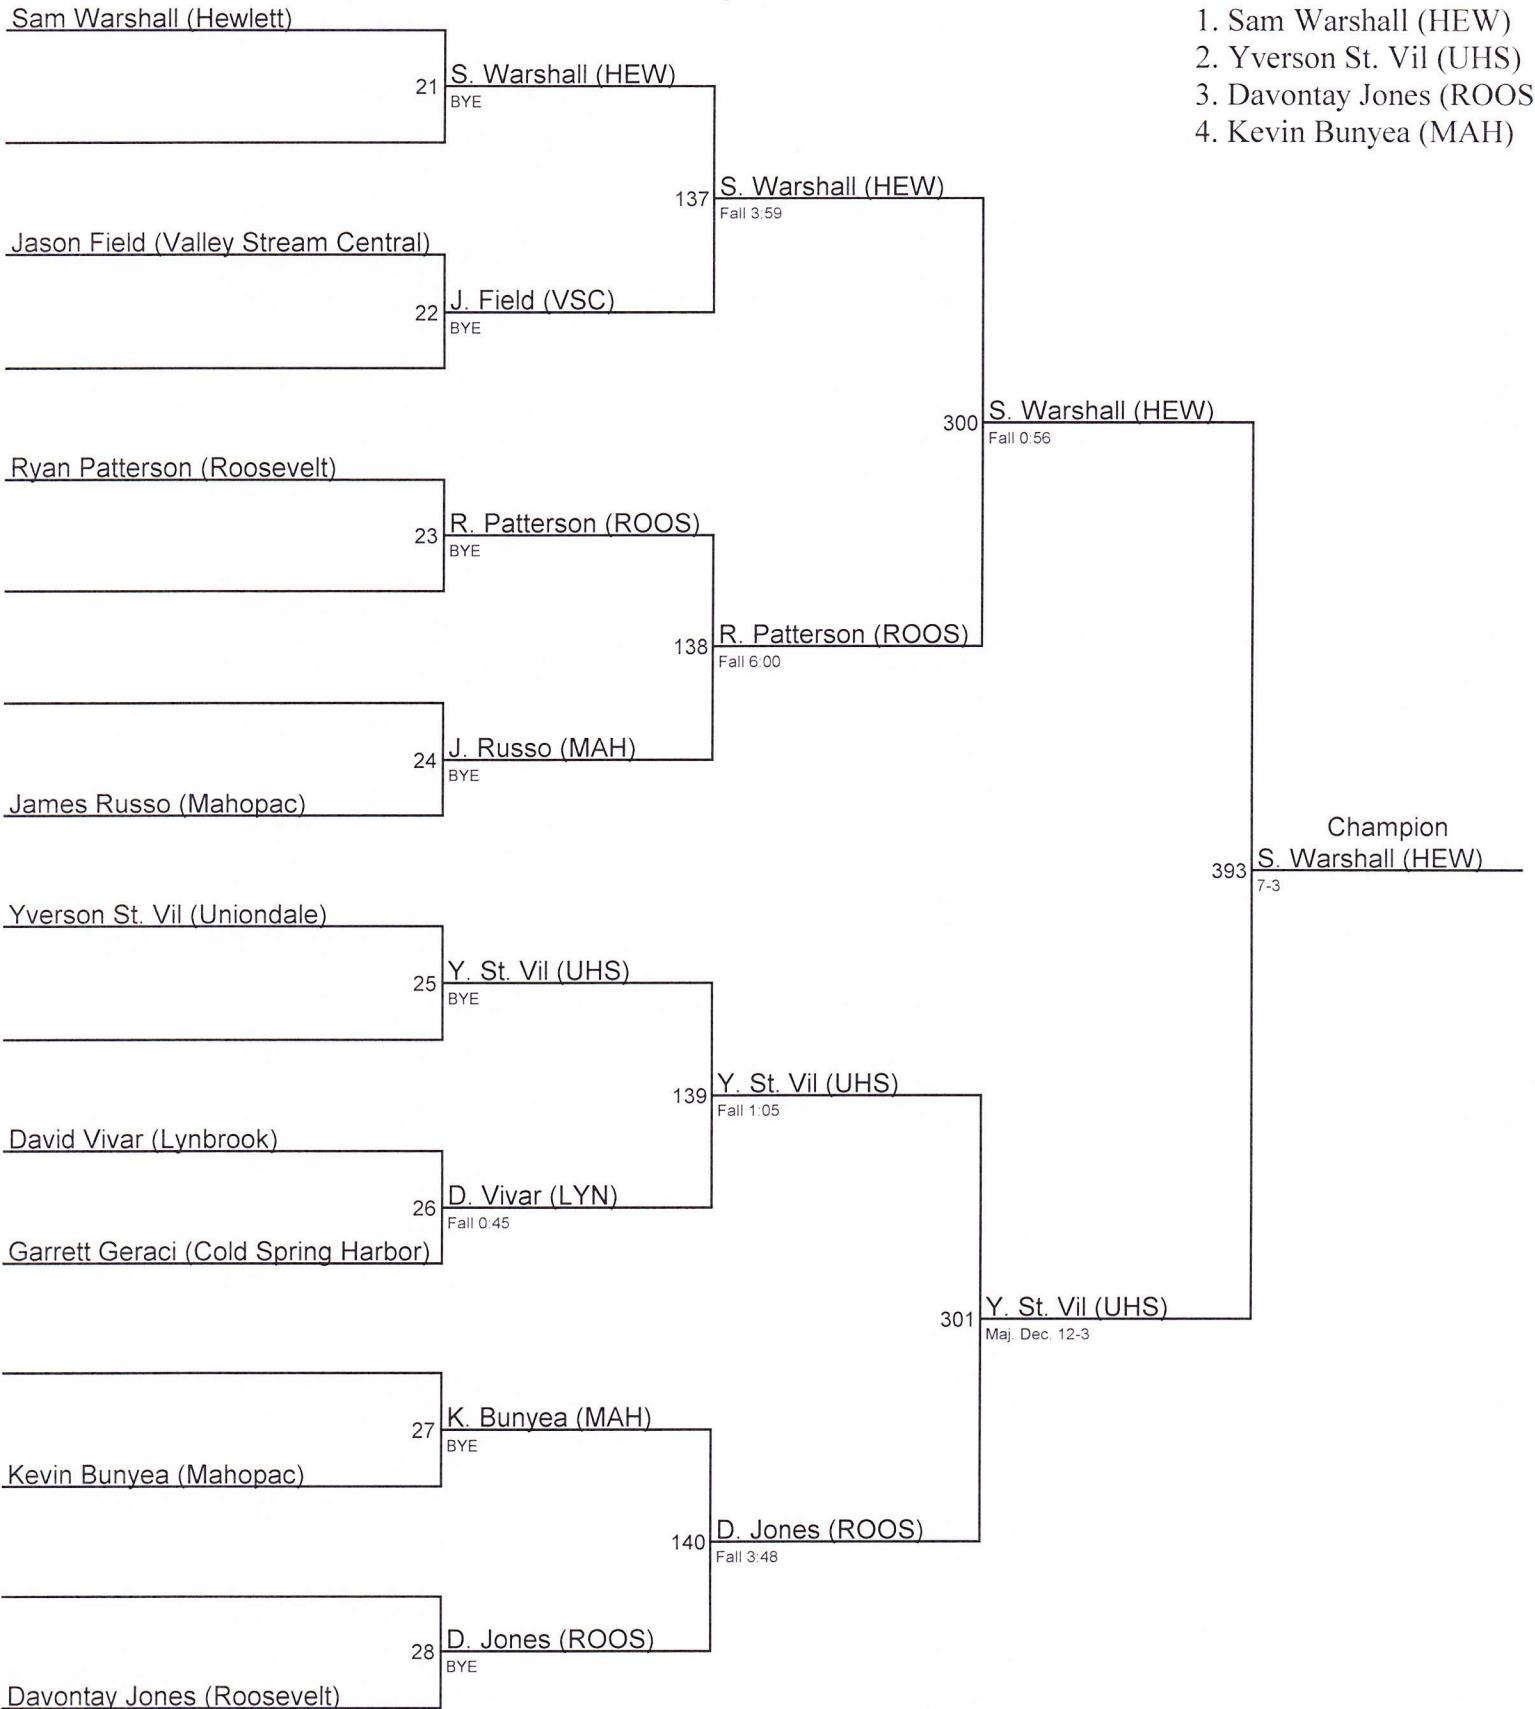 Sam Warshall (Hewlett)
21
S. Warshall (HEW)
BYE
137
S. Warshall (HEW)
Fall 3:59
Jason Field (Valley Stream Central)
22
J. Field (VSC)
BYE
300
S. Warshall (HEW)
Fall 0:56
Ryan Patterson (Roosevelt)
23
R. Patterson (ROOS)
BYE
138
R. Patterson (ROOS)
Fall 6:00
24
J. Russo (MAH)
BYE
James Russo (Mahopac)
Champion
393
S. Warshall (HEW)
7-3
Yverson St. Vil (Uniondale)
25
Y. St. Vil (UHS)
BYE
139
Y. St. Vil (UHS)
Fall 1:05
David Vivar (Lynbrook)
26
D. Vivar (LYN)
Fall 0:45
Garrett Geraci (Cold Spring Harbor)
301
Y. St. Vil (UHS)
Maj. Dec. 12-3
27
K. Bunyea (MAH)
BYE
Kevin Bunyea (Mahopac)
140
D. Jones (ROOS)
Fall 3:48
28
D. Jones (ROOS)
BYE
Davontay Jones (Roosevelt)
1. Sam Warshall (HEW)
2. Yverson St. Vil (UHS)
3. Davontay Jones (ROOS
4. Kevin Bunyea (MAH)